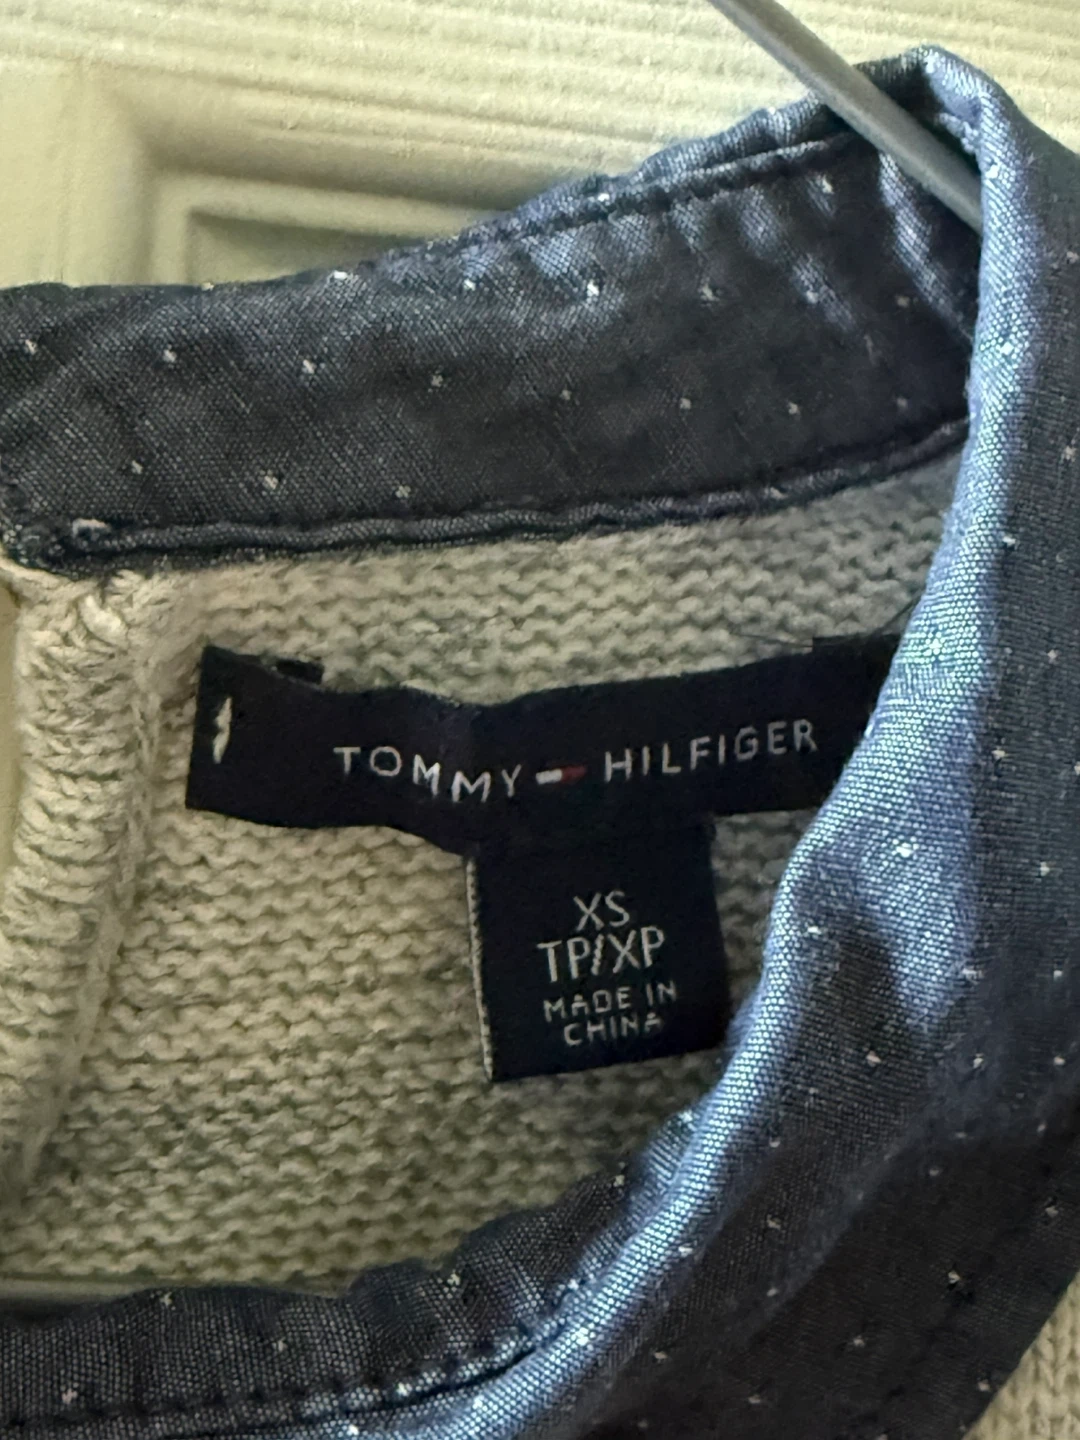 TOMMY HILFIGER
XS
TP/XP
MADE IN
CHINA